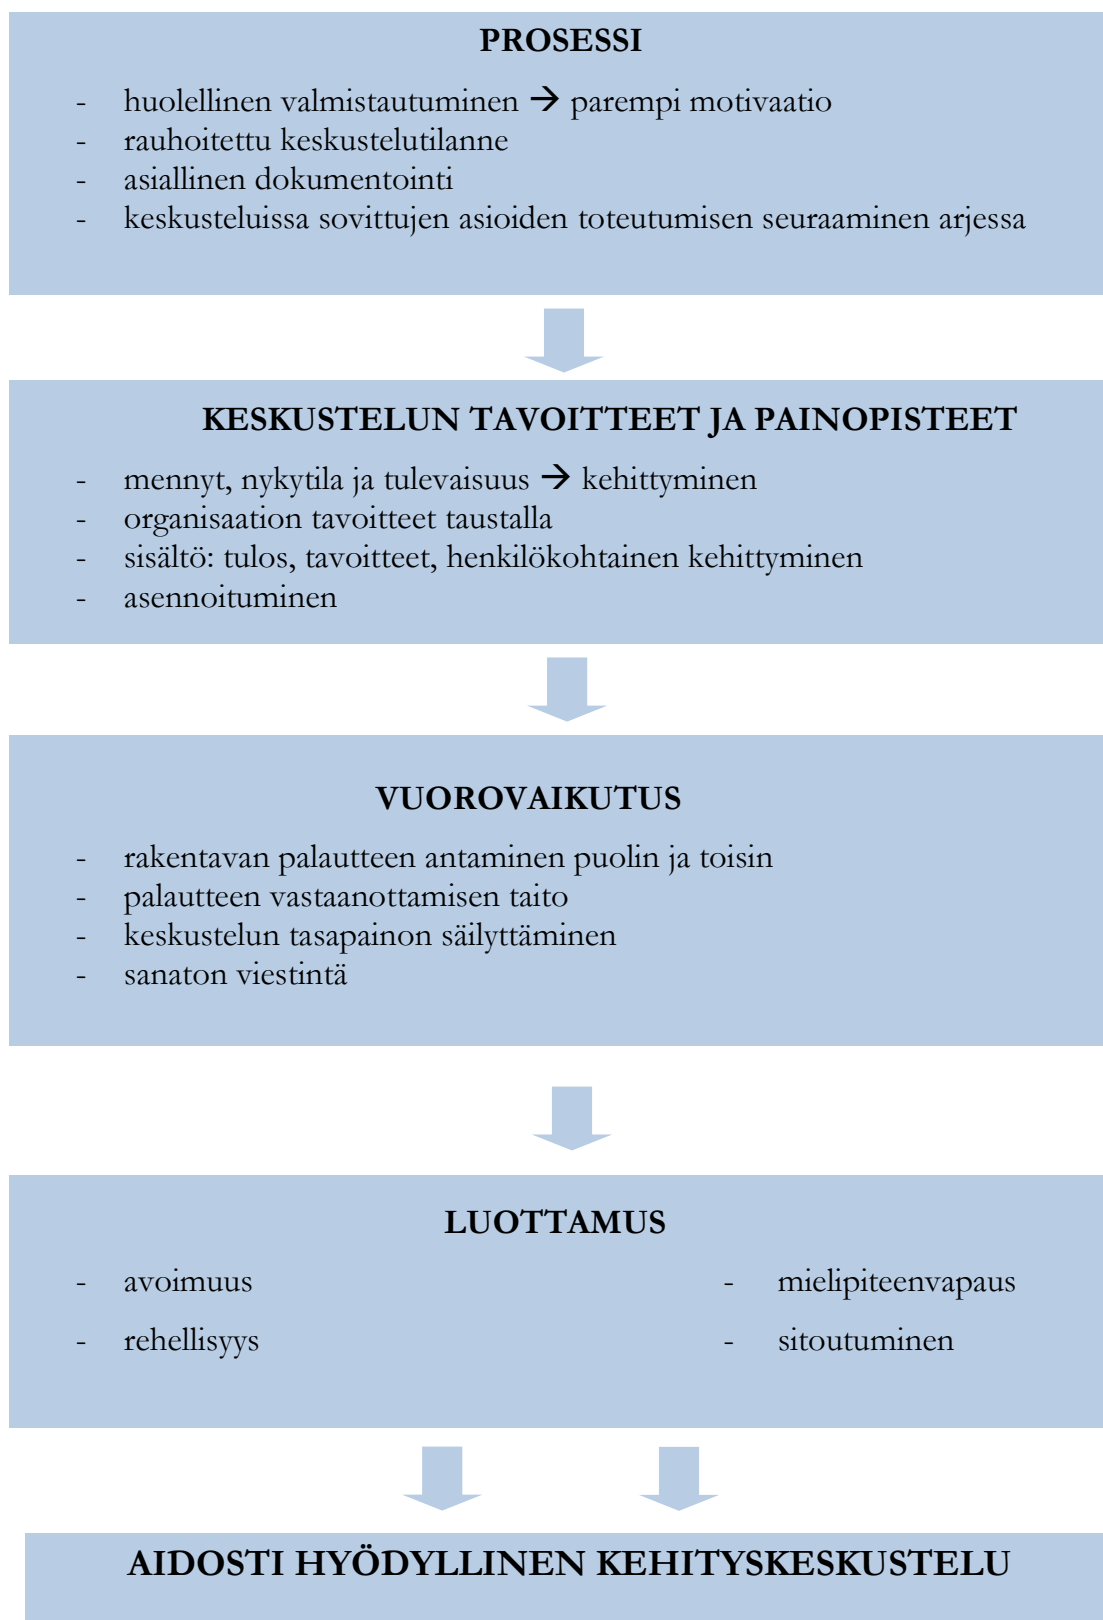 PROSESSI
- huolellinen valmistautuminen → parempi motivaatio
- rauhoitettu keskustelutilanne
- asiallinen dokumentointi
- keskusteluissa sovittujen asioiden toteutumisen seuraaminen arjessa
KESKUSTELUN TAVOITTEET JA PAINOPISTEET
- mennyt, nykytila ja tulevaisuus → kehittyminen
- organisaation tavoitteet taustalla
- sisältö: tulos, tavoitteet, henkilökohtainen kehittyminen
- asennoituminen
VUOROVAIKUTUS
- rakentavan palautteen antaminen puolin ja toisin
- palautteen vastaanottamisen taito
- keskustelun tasapainon säilyttäminen
- sanaton viestintä
LUOTTAMUS
- avoimuus
- rehellisyys
- mielipiteenvapaus
- sitoutuminen
AIDOSTI HYÖDYLLINEN KEHITYSKESKUSTELU